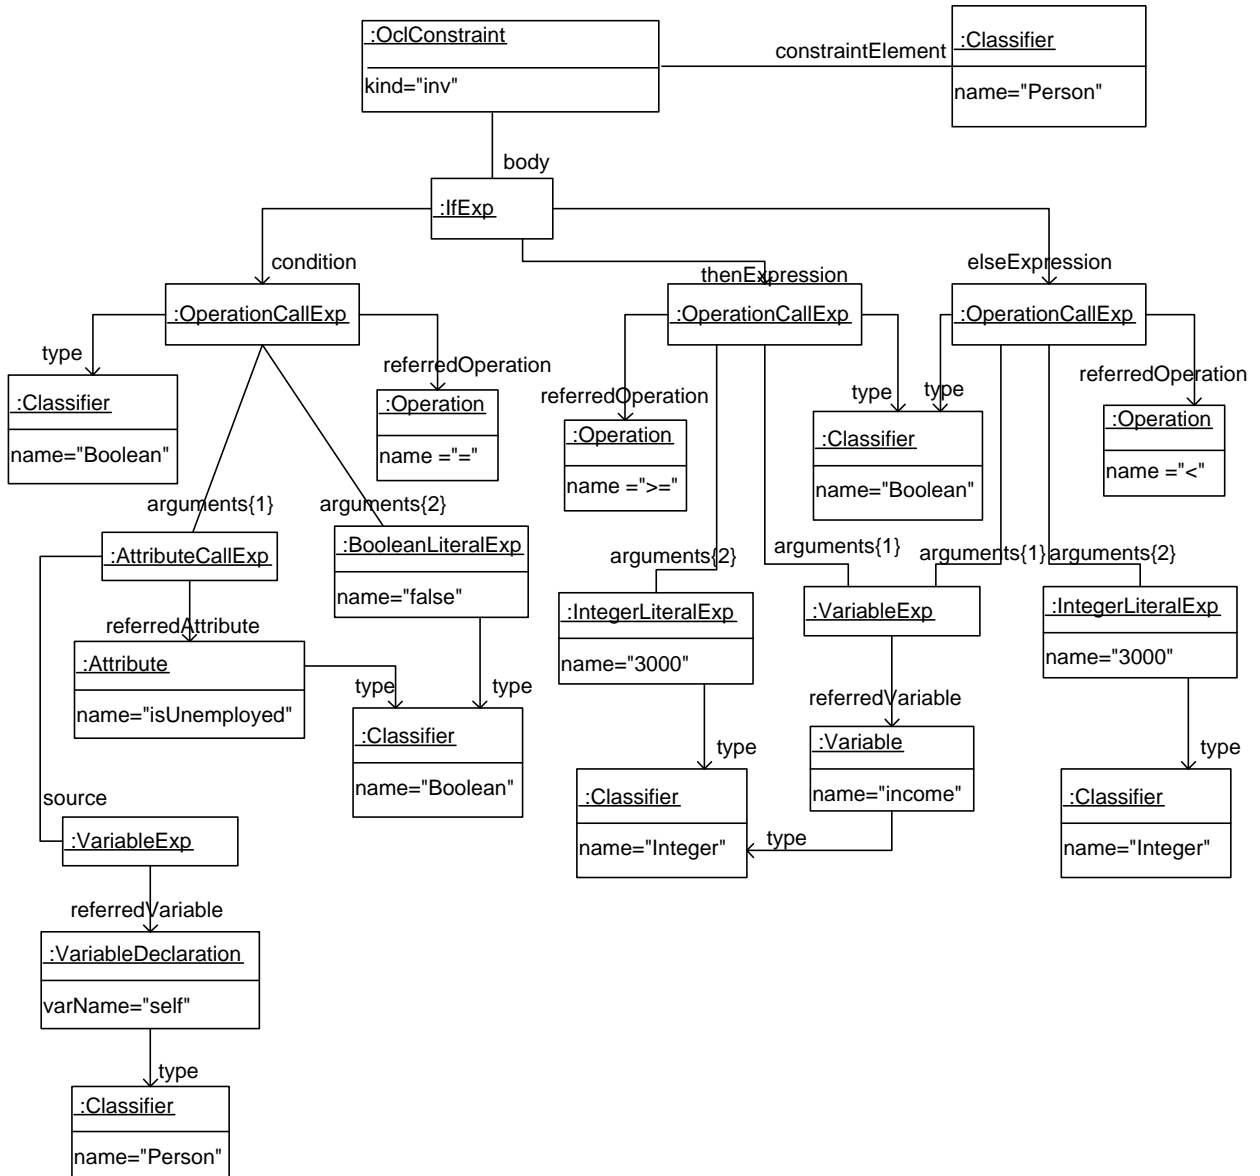 :OclConstraint
kind="inv"
constraintElement
:Classifier
name="Person"
body
:IfExp
condition
thenExpression
elseExpression
:OperationCallExp
:OperationCallExp
:OperationCallExp
type
referredOperation
:Classifier
name="Boolean"
:Operation
name ="="
referredOperation
:Operation
name =">="
type
type
:Classifier
name="Boolean"
referredOperation
:Operation
name ="<"
arguments{1}
arguments{2}
:AttributeCallExp
:BooleanLiteralExp
name="false"
arguments{2}
arguments{1}
arguments{1}
arguments{2}
:IntegerLiteralExp
name="3000"
:VariableExp
:IntegerLiteralExp
name="3000"
referredAttribute
:Attribute
name="isUnemployed"
type
type
:Classifier
name="Boolean"
type
referredVariable
:Variable
name="income"
type
:Classifier
name="Integer"
type
:Classifier
name="Integer"
source
:VariableExp
referredVariable
:VariableDeclaration
varName="self"
type
:Classifier
name="Person"